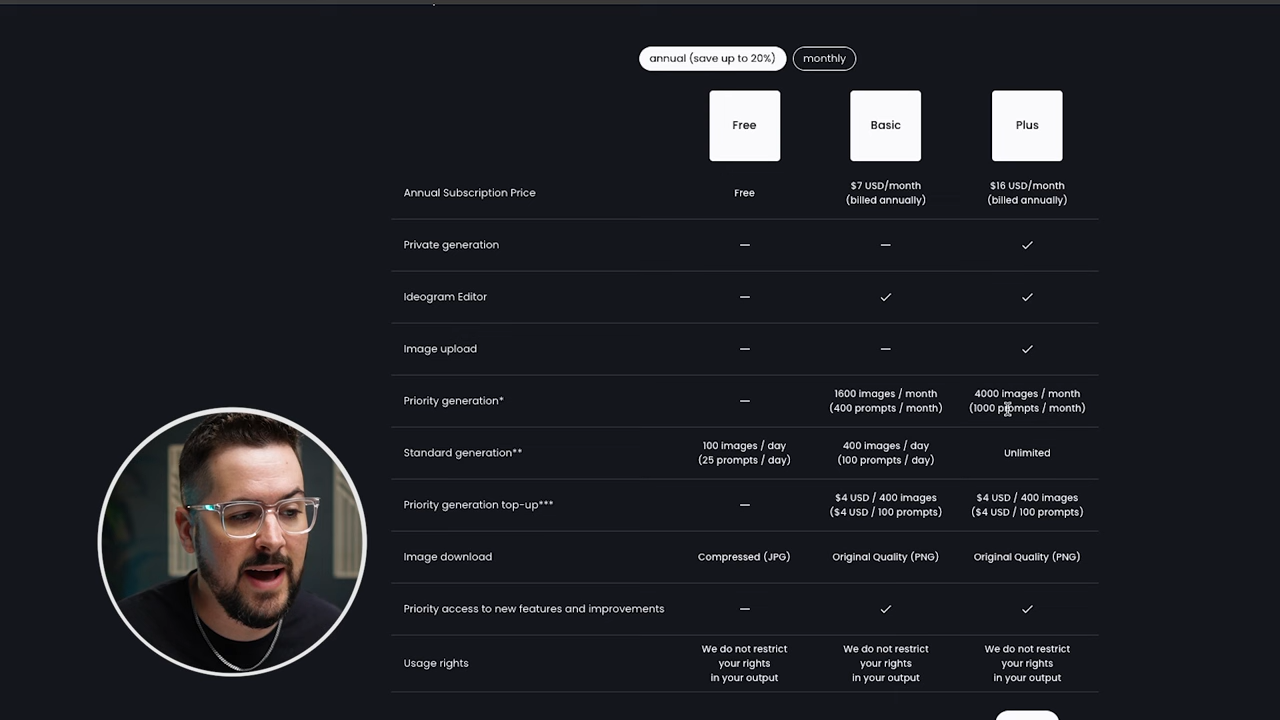 annual (save up to 20%) monthly
Free Basic Plus
Annual Subscription Price Free $7 USD/month (billed annually) $16 USD/month (billed annually)
Private generation — — ✓
Ideogram Editor — ✓ ✓
Image upload — — ✓
Priority generation* — 1600 images / month (400 prompts / month) 4000 images / month (1000 prompts / month)
Standard generation** 100 images / day (25 prompts / day) 400 images / day (100 prompts / day) Unlimited
Priority generation top-up*** — $4 USD / 400 images ($4 USD / 100 prompts) $4 USD / 400 images ($4 USD / 100 prompts)
Image download Compressed (JPG) Original Quality (PNG) Original Quality (PNG)
Priority access to new features and improvements — ✓ ✓
Usage rights We do not restrict your rights in your output We do not restrict your rights in your output We do not restrict your rights in your output